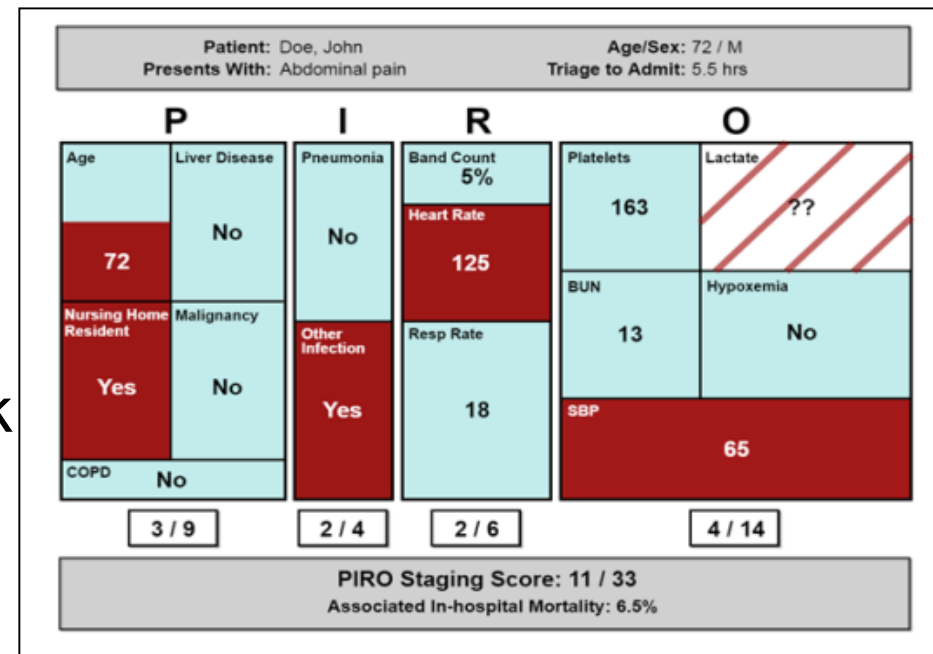 Patient: Doe, John
Age/Sex: 72 / M
Presents With: Abdominal pain
Triage to Admit: 5.5 hrs
P
I
R
O
Age
72
Liver Disease
No
Nursing Home
Resident
Yes
Malignancy
No
COPD
No
Pneumonia
No
Other
Infection
Yes
Band Count
5%
Heart Rate
125
Resp Rate
18
Platelets
163
Lactate
??
BUN
13
Hypoxemia
No
SBP
65
3 / 9
2 / 4
2 / 6
4 / 14
PIRO Staging Score: 11 / 33
Associated In-hospital Mortality: 6.5%